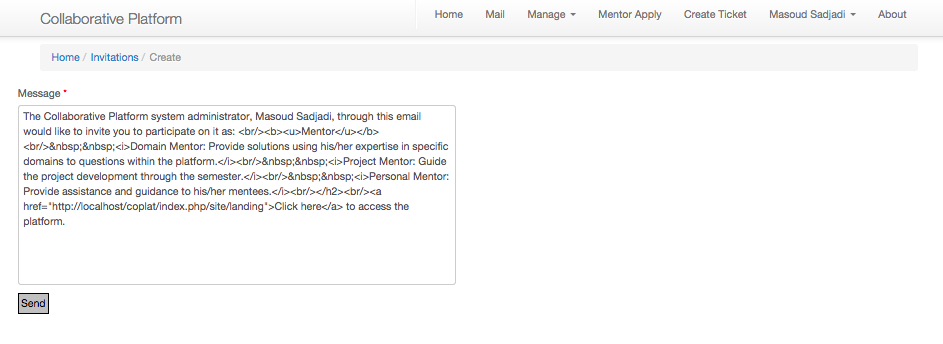 Collaborative Platform
Home Mail Manage Mentor Apply Create Ticket Masoud Sadjadi About
Home / Invitations / Create
Message *
The Collaborative Platform system administrator, Masoud Sadjadi, through this email
would like to invite you to participate on it as: <br/><b><u>Mentor</u></b>
<br/>&nbsp;&nbsp;<i>Domain Mentor: Provide solutions using his/her expertise in specific
domains to questions within the platform.</i><br/>&nbsp;&nbsp;<i>Project Mentor: Guide
the project development through the semester.</i><br/>&nbsp;&nbsp;<i>Personal Mentor:
Provide assistance and guidance to his/her mentees.</i><br/></h2><br/><a
href="http://localhost/coplat/index.php/site/landing">Click here</a> to access the
platform.
Send